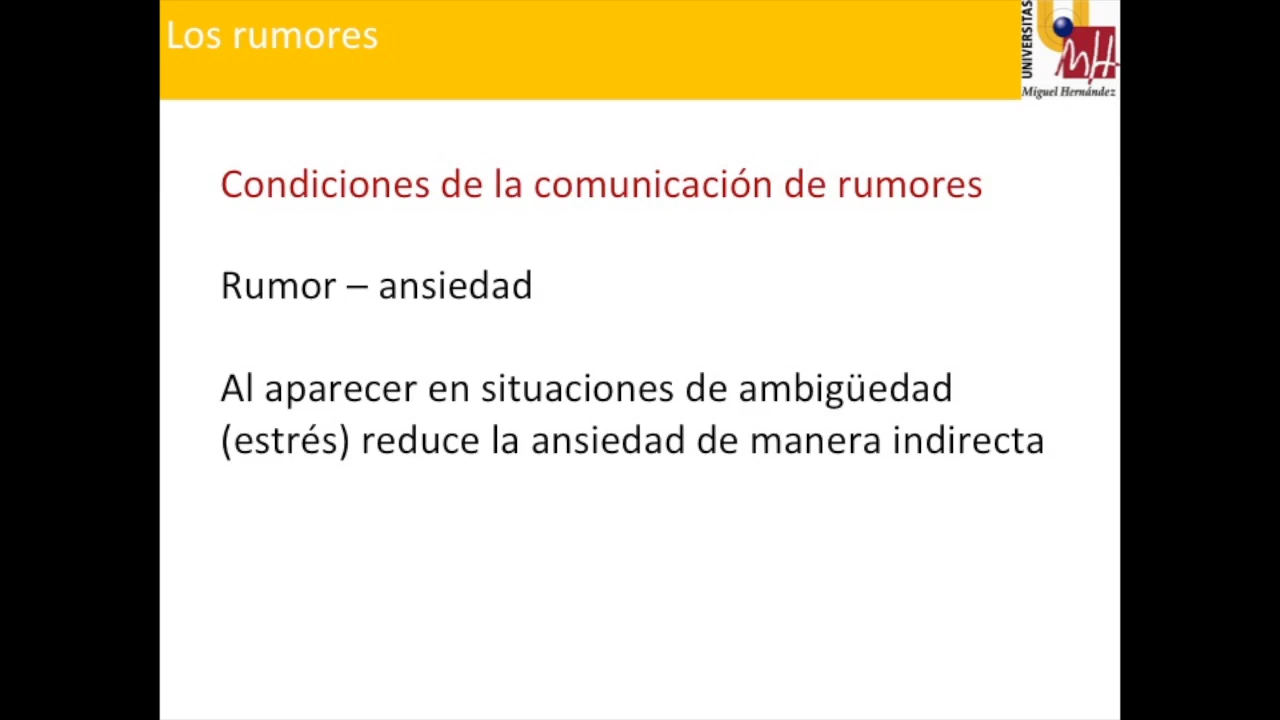 Los rumores
UNIVERSITAS
Miguel Hernández
Condiciones de la comunicación de rumores
Rumor – ansiedad
Al aparecer en situaciones de ambigüedad
(estrés) reduce la ansiedad de manera indirecta